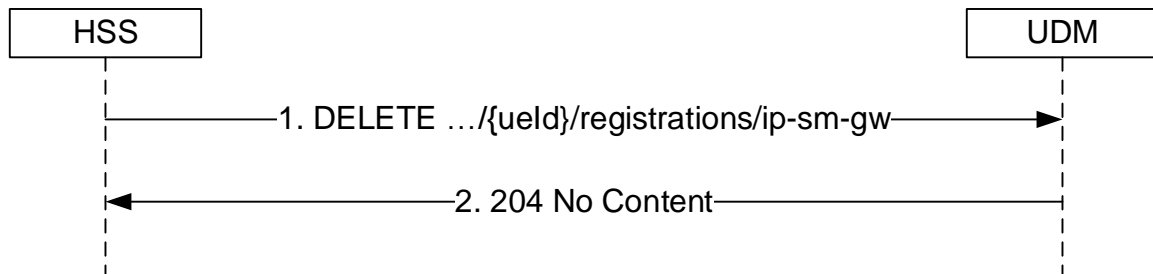 HSS
UDM
1. DELETE …/{ueId}/registrations/ip-sm-gw
2. 204 No Content